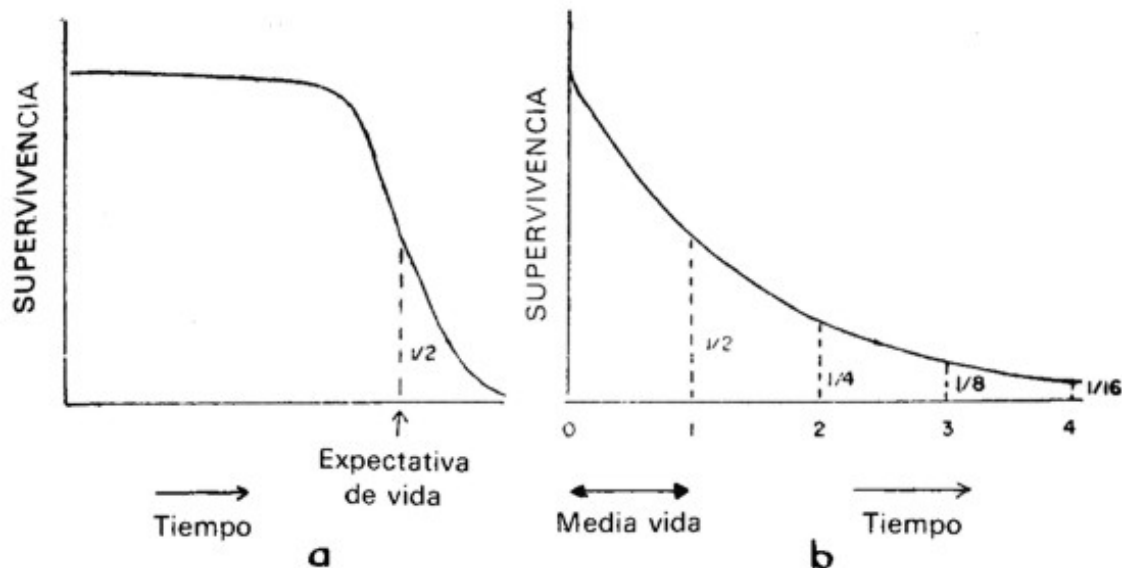 SUPERVIVENCIA
1/2
Expectativa
de vida
Tiempo
a
SUPERVIVENCIA
1/2
1/4
1/8
1/16
0 1 2 3 4
Media vida
Tiempo
b